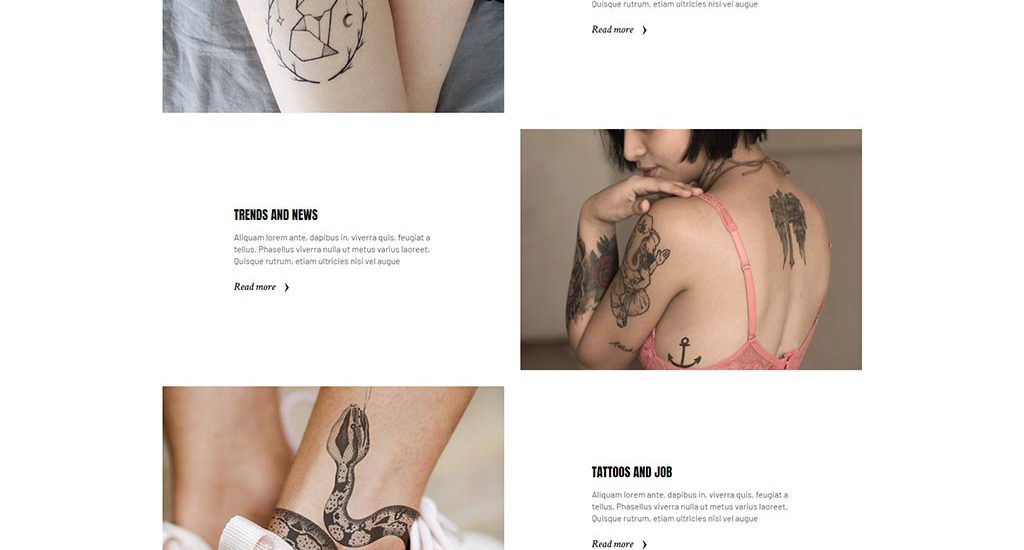 Quisque rutrum, etiam ultricies nisi vel augue
Read more
TRENDS AND NEWS
Aliquam lorem ante, dapibus in, viverra quis, feugiat a
tellus. Phasellus viverra nulla ut metus varius laoreet.
Quisque rutrum, etiam ultricies nisi vel augue
Read more
TATTOOS AND JOB
Aliquam lorem ante, dapibus in, viverra quis, feugiat a
tellus. Phasellus viverra nulla ut metus varius laoreet.
Quisque rutrum, etiam ultricies nisi vel augue
Read more